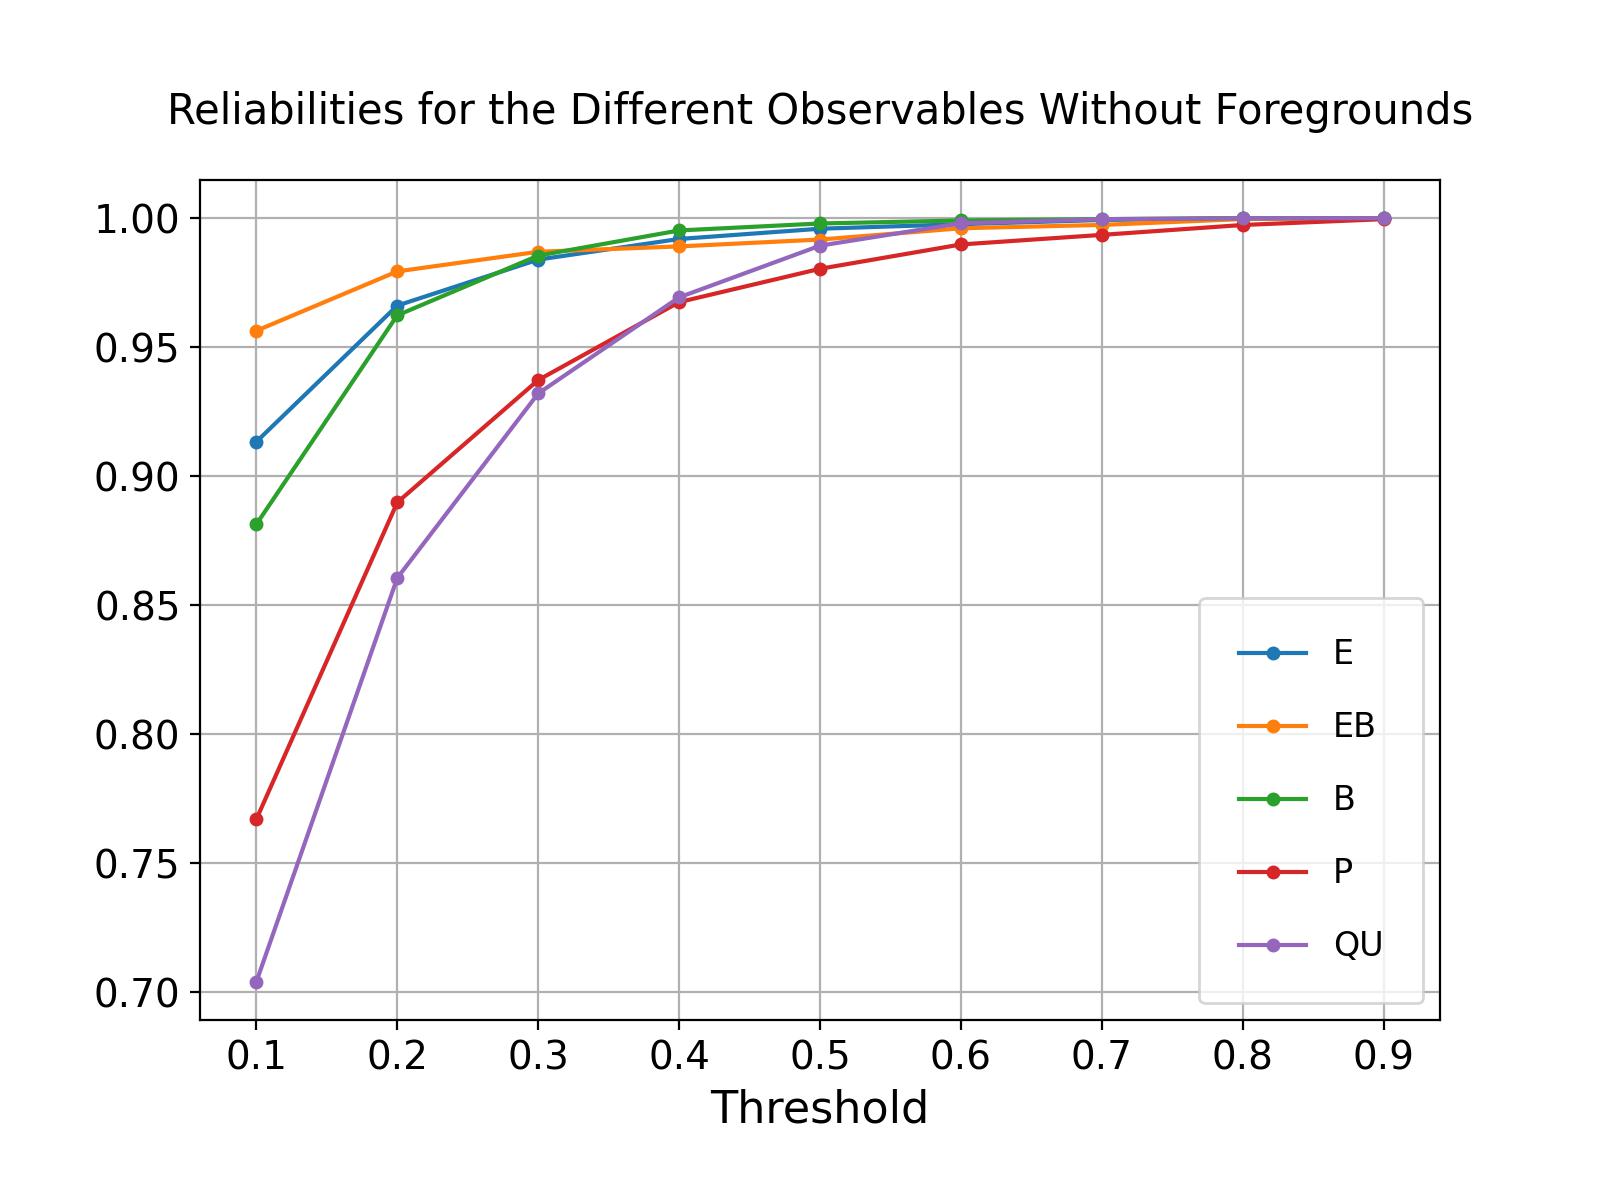 Reliabilities for the Different Observables Without Foregrounds
1.00
0.95
0.90
0.85
0.80
0.75
0.70
E
EB
B
P
QU
0.1 0.2 0.3 0.4 0.5 0.6 0.7 0.8 0.9
Threshold